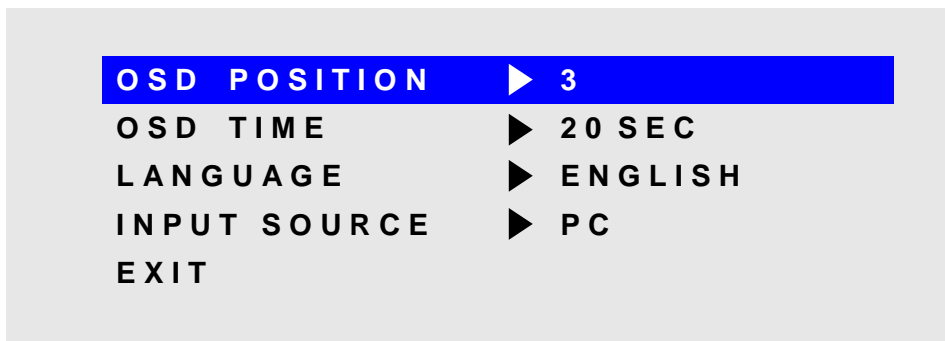 OSD POSITION ▶ 3
OSD TIME ▶ 20 SEC
LANGUAGE ▶ ENGLISH
INPUT SOURCE ▶ PC
EXIT